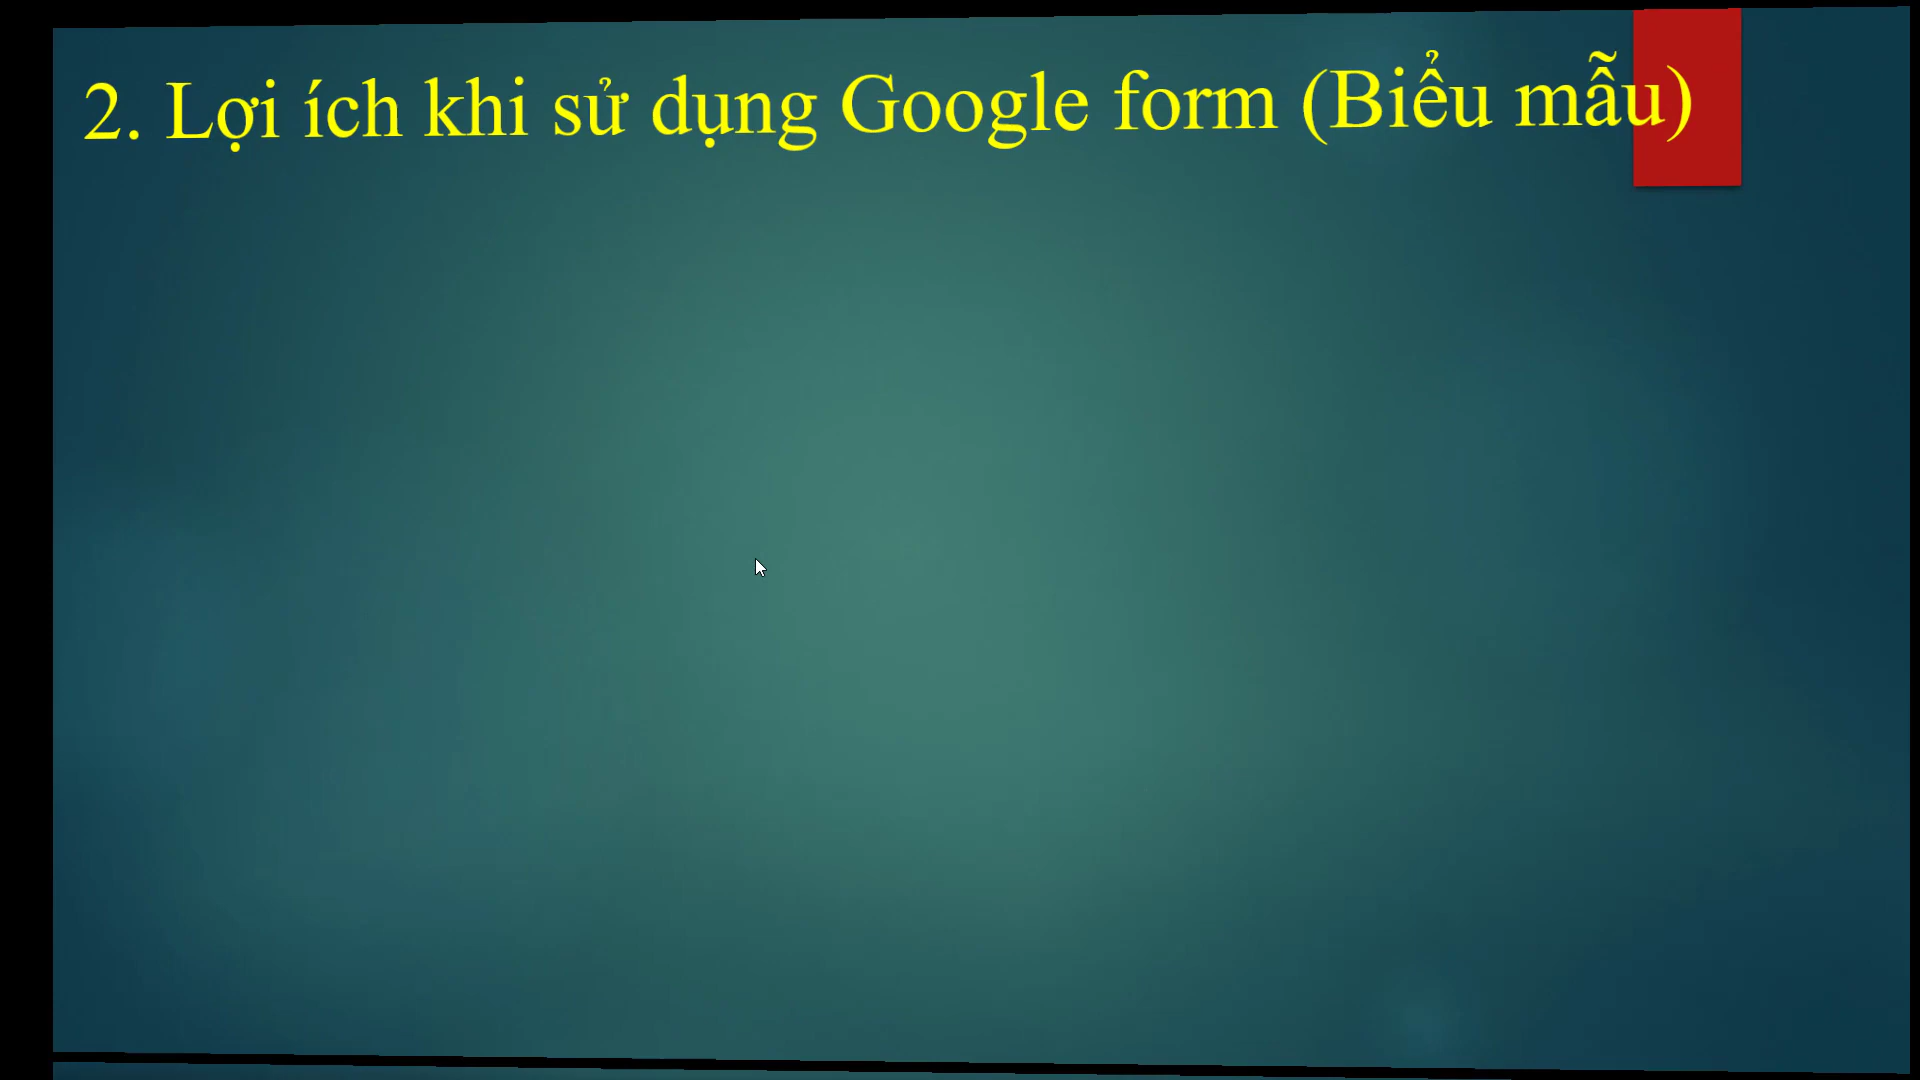 2. Lợi ích khi sử dụng Google form (Biểu mẫu)